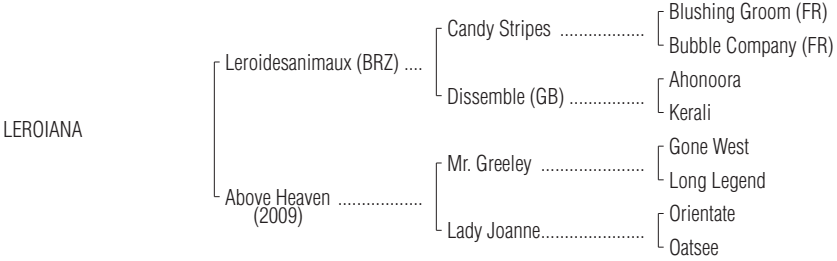 Blushing Groom (FR)
Candy Stripes ..................
Bubble Company (FR)
Leroidesanimaux (BRZ) ....
Ahonoora
Dissemble (GB) ................
Kerali
LEROIANA
Gone West
Mr. Greeley ......................
Long Legend
Above Heaven ..................
(2009)
Orientate
Lady Joanne......................
Oatsee